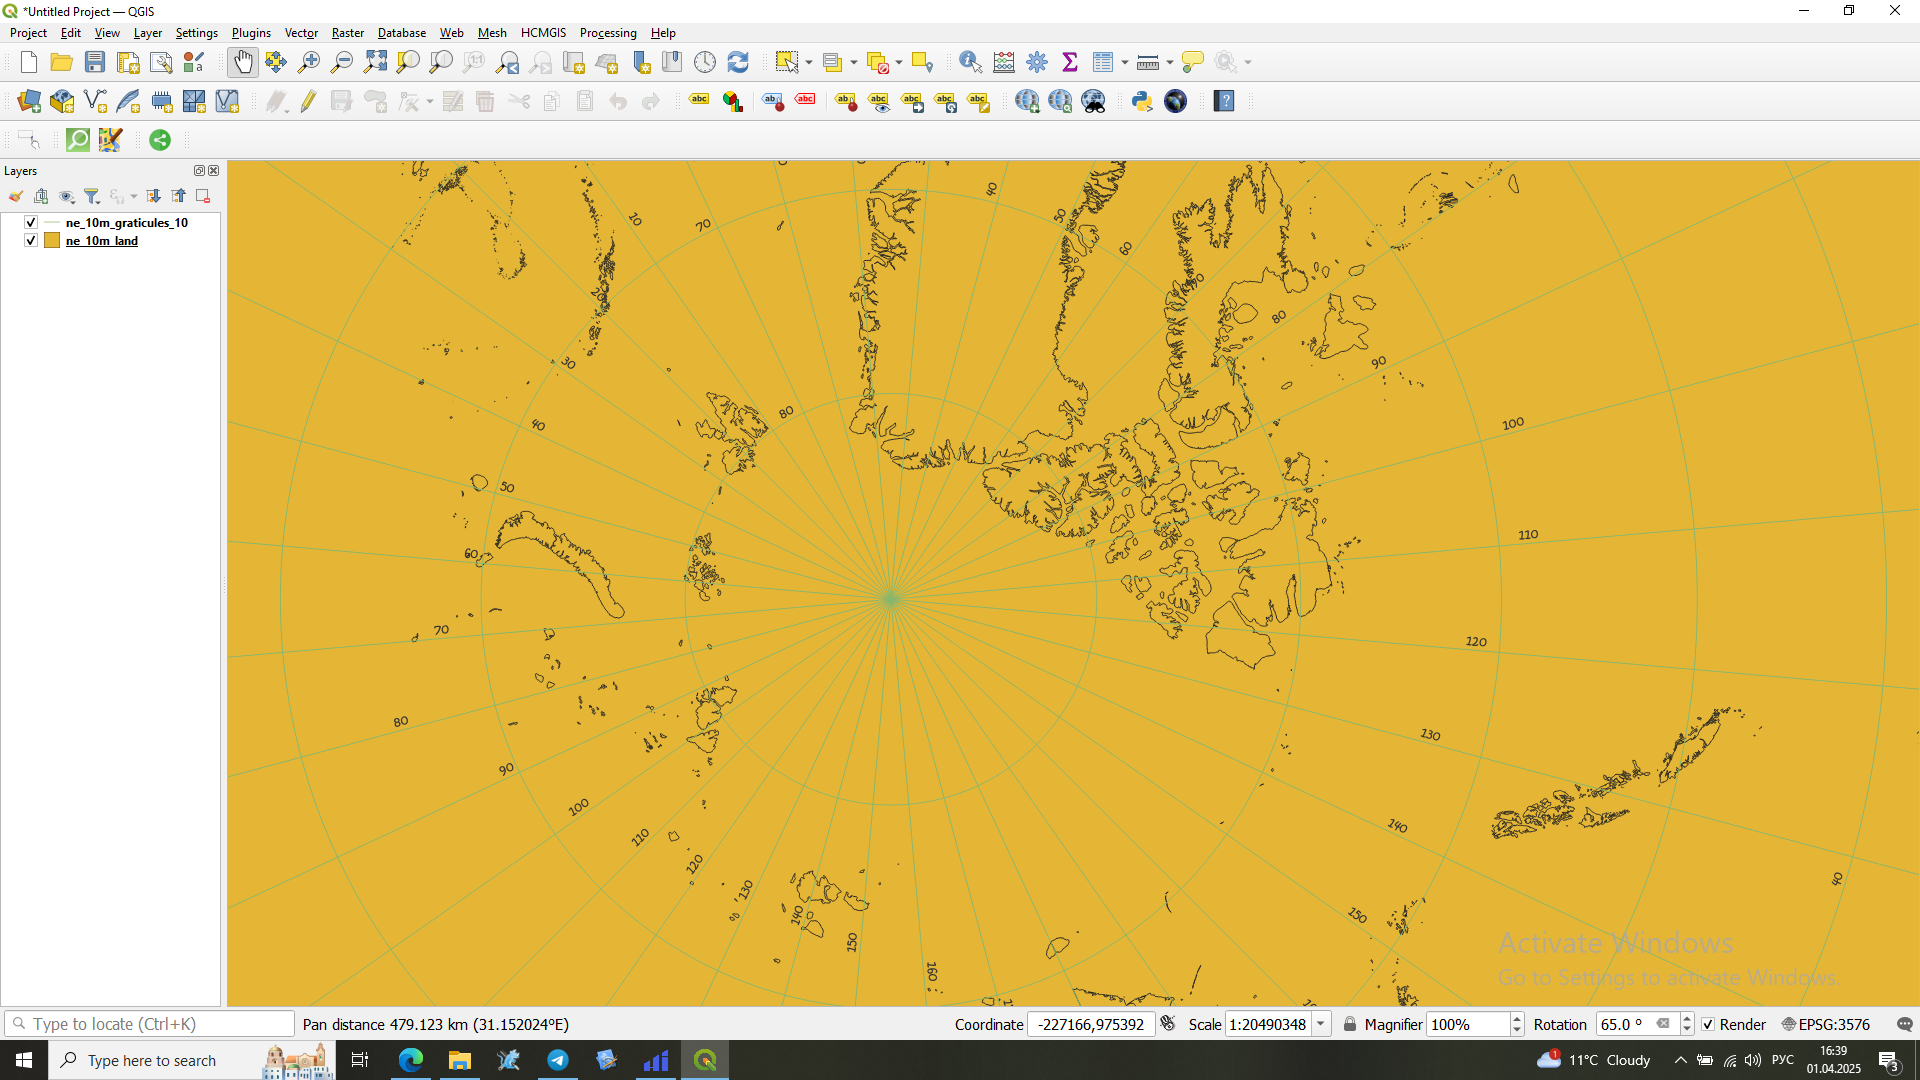 *Untitled Project — QGIS
Project Edit View Layer Settings Plugins Vector Raster Database Web Mesh HCMGIS Processing Help
Layers
ne_10m_graticules_10
ne_10m_land
40
10
70
50
60
20
80
30
90
80
40
100
50
110
60
120
70
80
130
90
100
140
110
120
130
40
140
150
150
160
Activate Windows
Go to Settings to activate Windows.
Type to locate (Ctrl+K)
Pan distance 479.123 km (31.152024°E)
Coordinate -227166,975392
Scale 1:20490348
Magnifier 100%
Rotation 65.0 °
Render
EPSG:3576
Type here to search
1
11°C Cloudy
РУС
16:39
01.04.2025
3